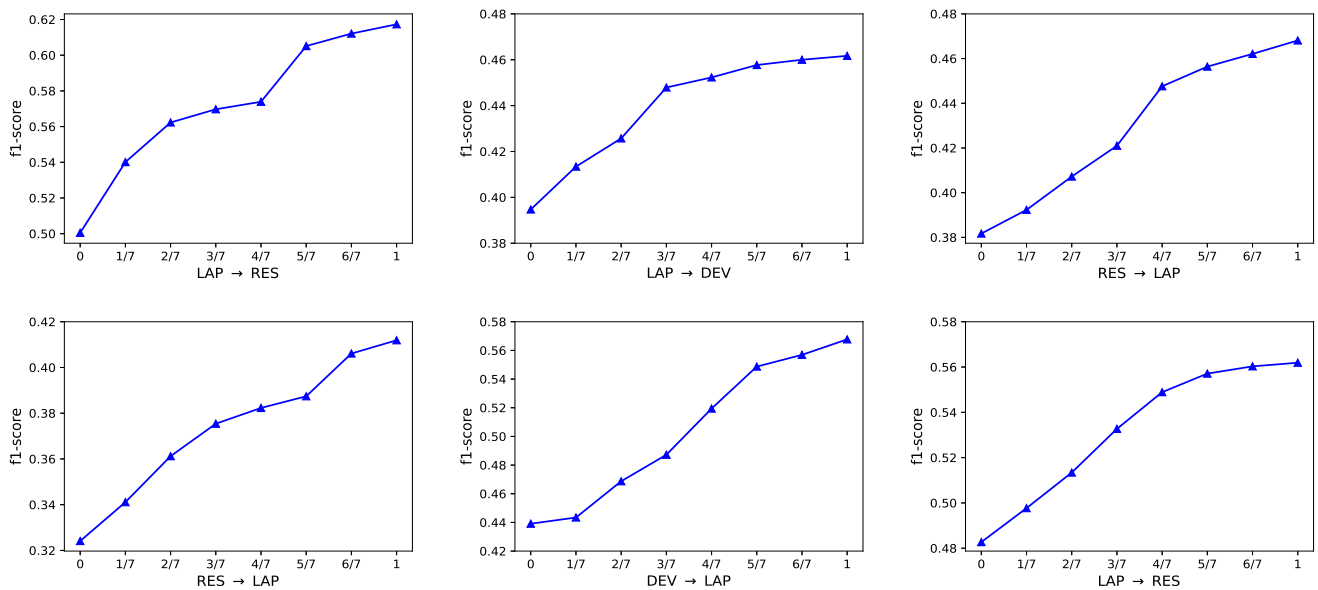 0.62
0.60
0.58
0.56
0.54
0.52
0.50
f1-score
0 1/7 2/7 3/7 4/7 5/7 6/7 1
LAP → RES
0.48
0.46
0.44
0.42
0.40
0.38
f1-score
0 1/7 2/7 3/7 4/7 5/7 6/7 1
LAP → DEV
0.48
0.46
0.44
0.42
0.40
0.38
f1-score
0 1/7 2/7 3/7 4/7 5/7 6/7 1
RES → LAP
0.42
0.40
0.38
0.36
0.34
0.32
f1-score
0 1/7 2/7 3/7 4/7 5/7 6/7 1
RES → LAP
0.58
0.56
0.54
0.52
0.50
0.48
0.46
0.44
0.42
f1-score
0 1/7 2/7 3/7 4/7 5/7 6/7 1
DEV → LAP
0.58
0.56
0.54
0.52
0.50
0.48
f1-score
0 1/7 2/7 3/7 4/7 5/7 6/7 1
LAP → RES